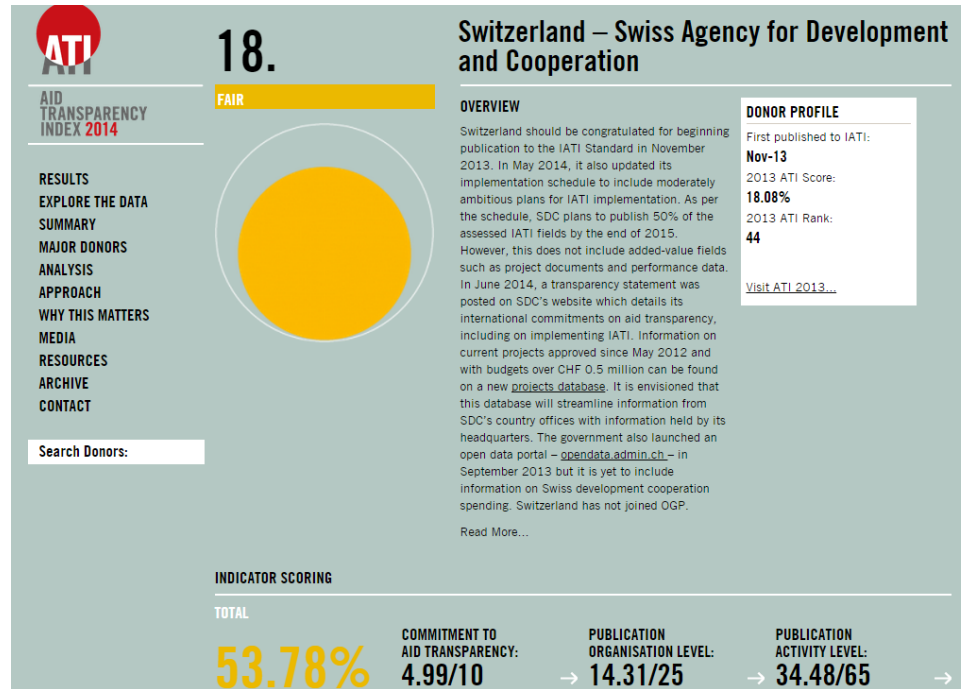 ATI
AID
TRANSPARENCY
INDEX 2014
RESULTS
EXPLORE THE DATA
SUMMARY
MAJOR DONORS
ANALYSIS
APPROACH
WHY THIS MATTERS
MEDIA
RESOURCES
ARCHIVE
CONTACT
Search Donors:
18.
FAIR
Switzerland – Swiss Agency for Development
and Cooperation
OVERVIEW
Switzerland should be congratulated for beginning
publication to the IATI Standard in November
2013. In May 2014, it also updated its
implementation schedule to include moderately
ambitious plans for IATI implementation. As per
the schedule, SDC plans to publish 50% of the
assessed IATI fields by the end of 2015.
However, this does not include added-value fields
such as project documents and performance data.
In June 2014, a transparency statement was
posted on SDC's website which details its
international commitments on aid transparency,
including on implementing IATI. Information on
current projects approved since May 2012 and
with budgets over CHF 0.5 million can be found
on a new projects database. It is envisioned that
this database will streamline information from
SDC's country offices with information held by its
headquarters. The government also launched an
open data portal – opendata.admin.ch – in
September 2013 but it is yet to include
information on Swiss development cooperation
spending. Switzerland has not joined OGP.
Read More...
DONOR PROFILE
First published to IATI:
Nov-13
2013 ATI Score:
18.08%
2013 ATI Rank:
44
Visit ATI 2013...
INDICATOR SCORING
TOTAL
53.78%
COMMITMENT TO
AID TRANSPARENCY:
4.99/10
→
PUBLICATION
ORGANISATION LEVEL:
14.31/25
→
PUBLICATION
ACTIVITY LEVEL:
34.48/65
→